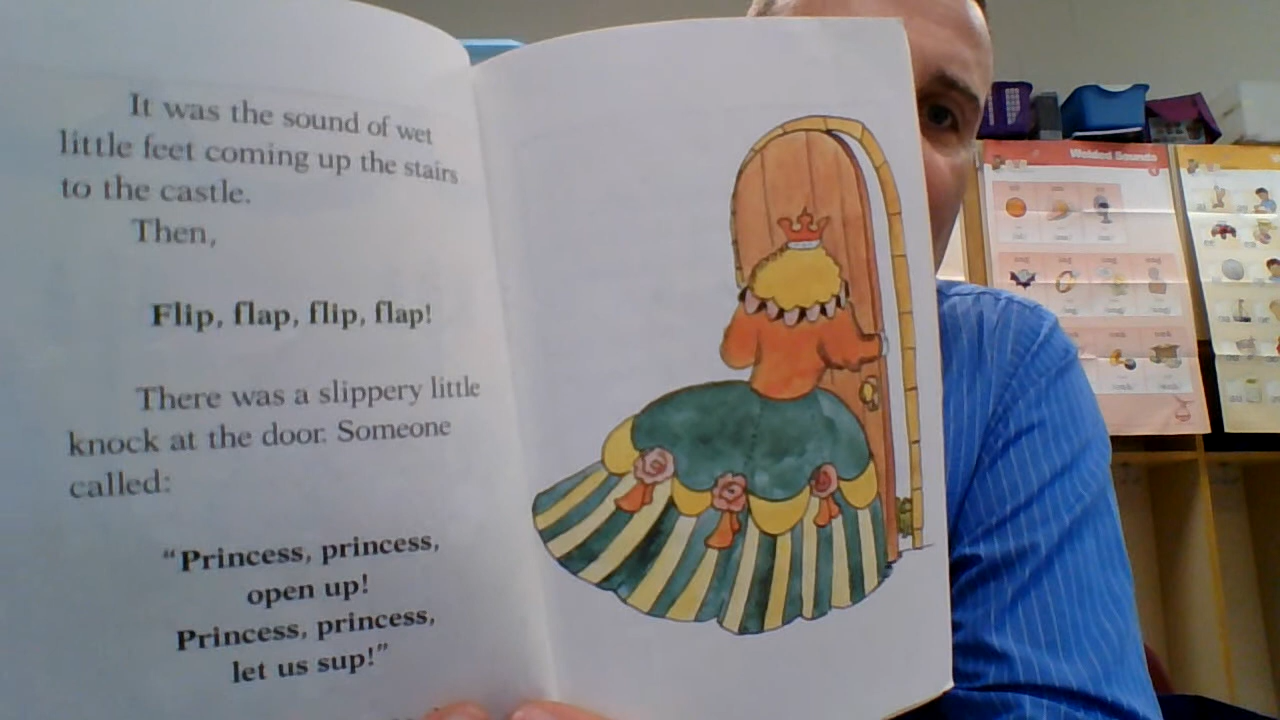 It was the sound of wet
little feet coming up the stairs
to the castle.
Then,
Flip, flap, flip, flap!
There was a slippery little
knock at the door. Someone
called:
“Princess, princess,
open up!
Princess, princess,
let us sup!”
Welded Sounds